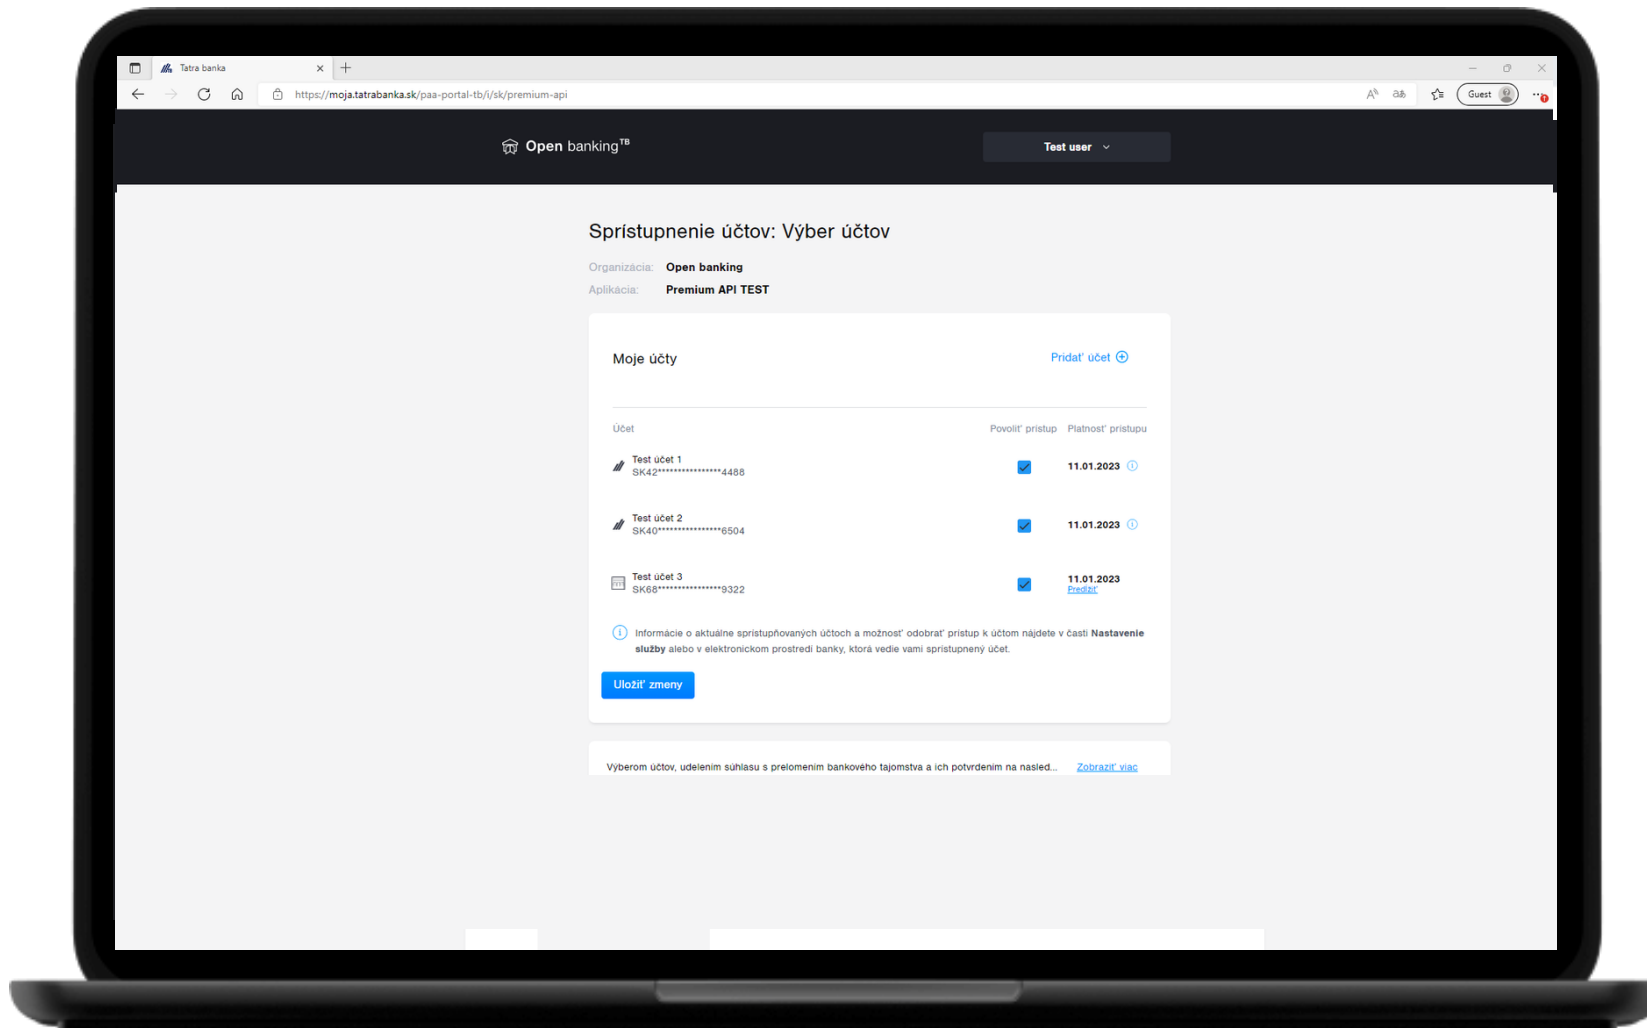 Tatra banka
https://moja.tatrabanka.sk/paa-portal-tb/i/sk/premium-api
Guest
Open banking TB
Test user
Sprístupnenie účtov: Výber účtov
Organizácia: Open banking
Aplikácia: Premium API TEST
Moje účty
Pridať účet
Účet Povoliť prístup Platnosť prístupu
Test účet 1
SK42****************4488
11.01.2023
Test účet 2
SK40****************6504
11.01.2023
Test účet 3
SK68****************9322
11.01.2023
Predĺžiť
Informácie o aktuálne sprístupňovaných účtoch a možnosť odobrať prístup k účtom nájdete v časti Nastavenie
služby alebo v elektronickom prostredí banky, ktorá vedie vami sprístupnený účet.
Uložiť zmeny
Výberom účtov, udelením súhlasu s prelomením bankového tajomstva a ich potvrdením na nasled... Zobraziť viac